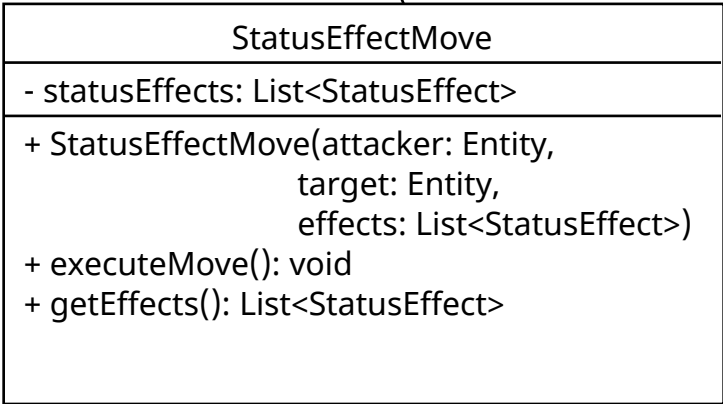 StatusEffectMove
- statusEffects: List<StatusEffect>
+ StatusEffectMove(attacker: Entity,
target: Entity,
effects: List<StatusEffect>)
+ executeMove(): void
+ getEffects(): List<StatusEffect>